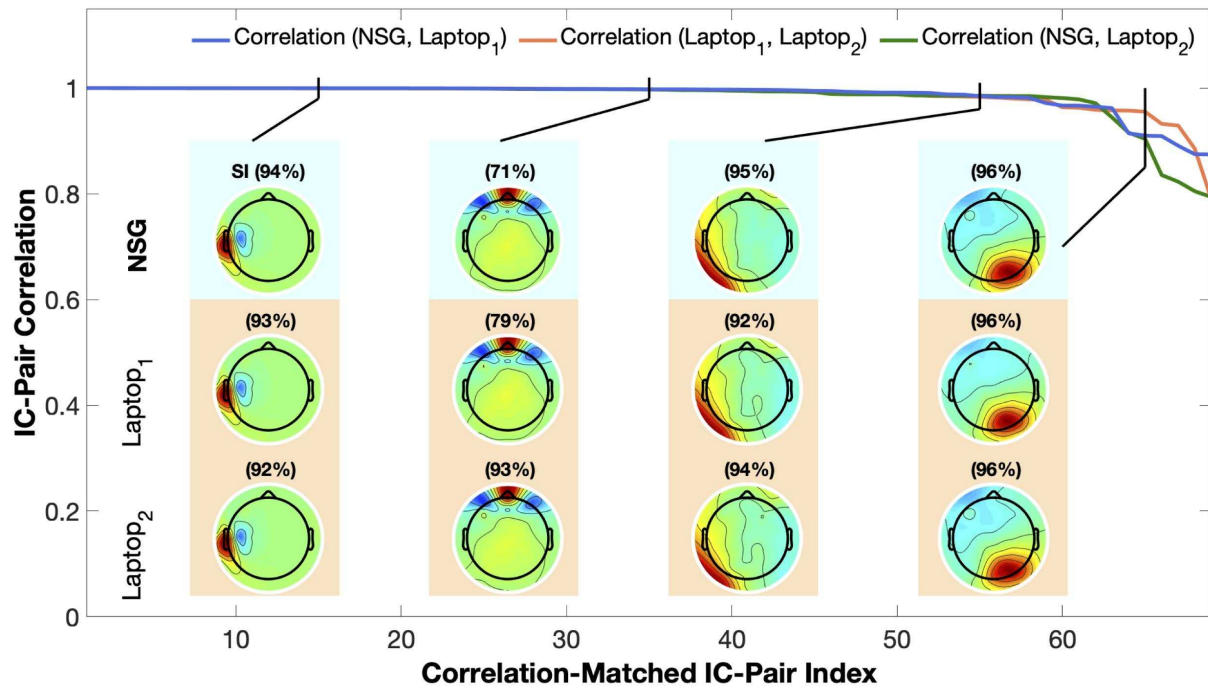 Correlation (NSG, Laptop₁) Correlation (Laptop₁, Laptop₂) Correlation (NSG, Laptop₂)
1
0.8
0.6
0.4
0.2
0
IC-Pair Correlation
NSG
Laptop₁
Laptop₂
SI (94%) (71%) (95%) (96%)
(93%) (79%) (92%) (96%)
(92%) (93%) (94%) (96%)
10 20 30 40 50 60
Correlation-Matched IC-Pair Index